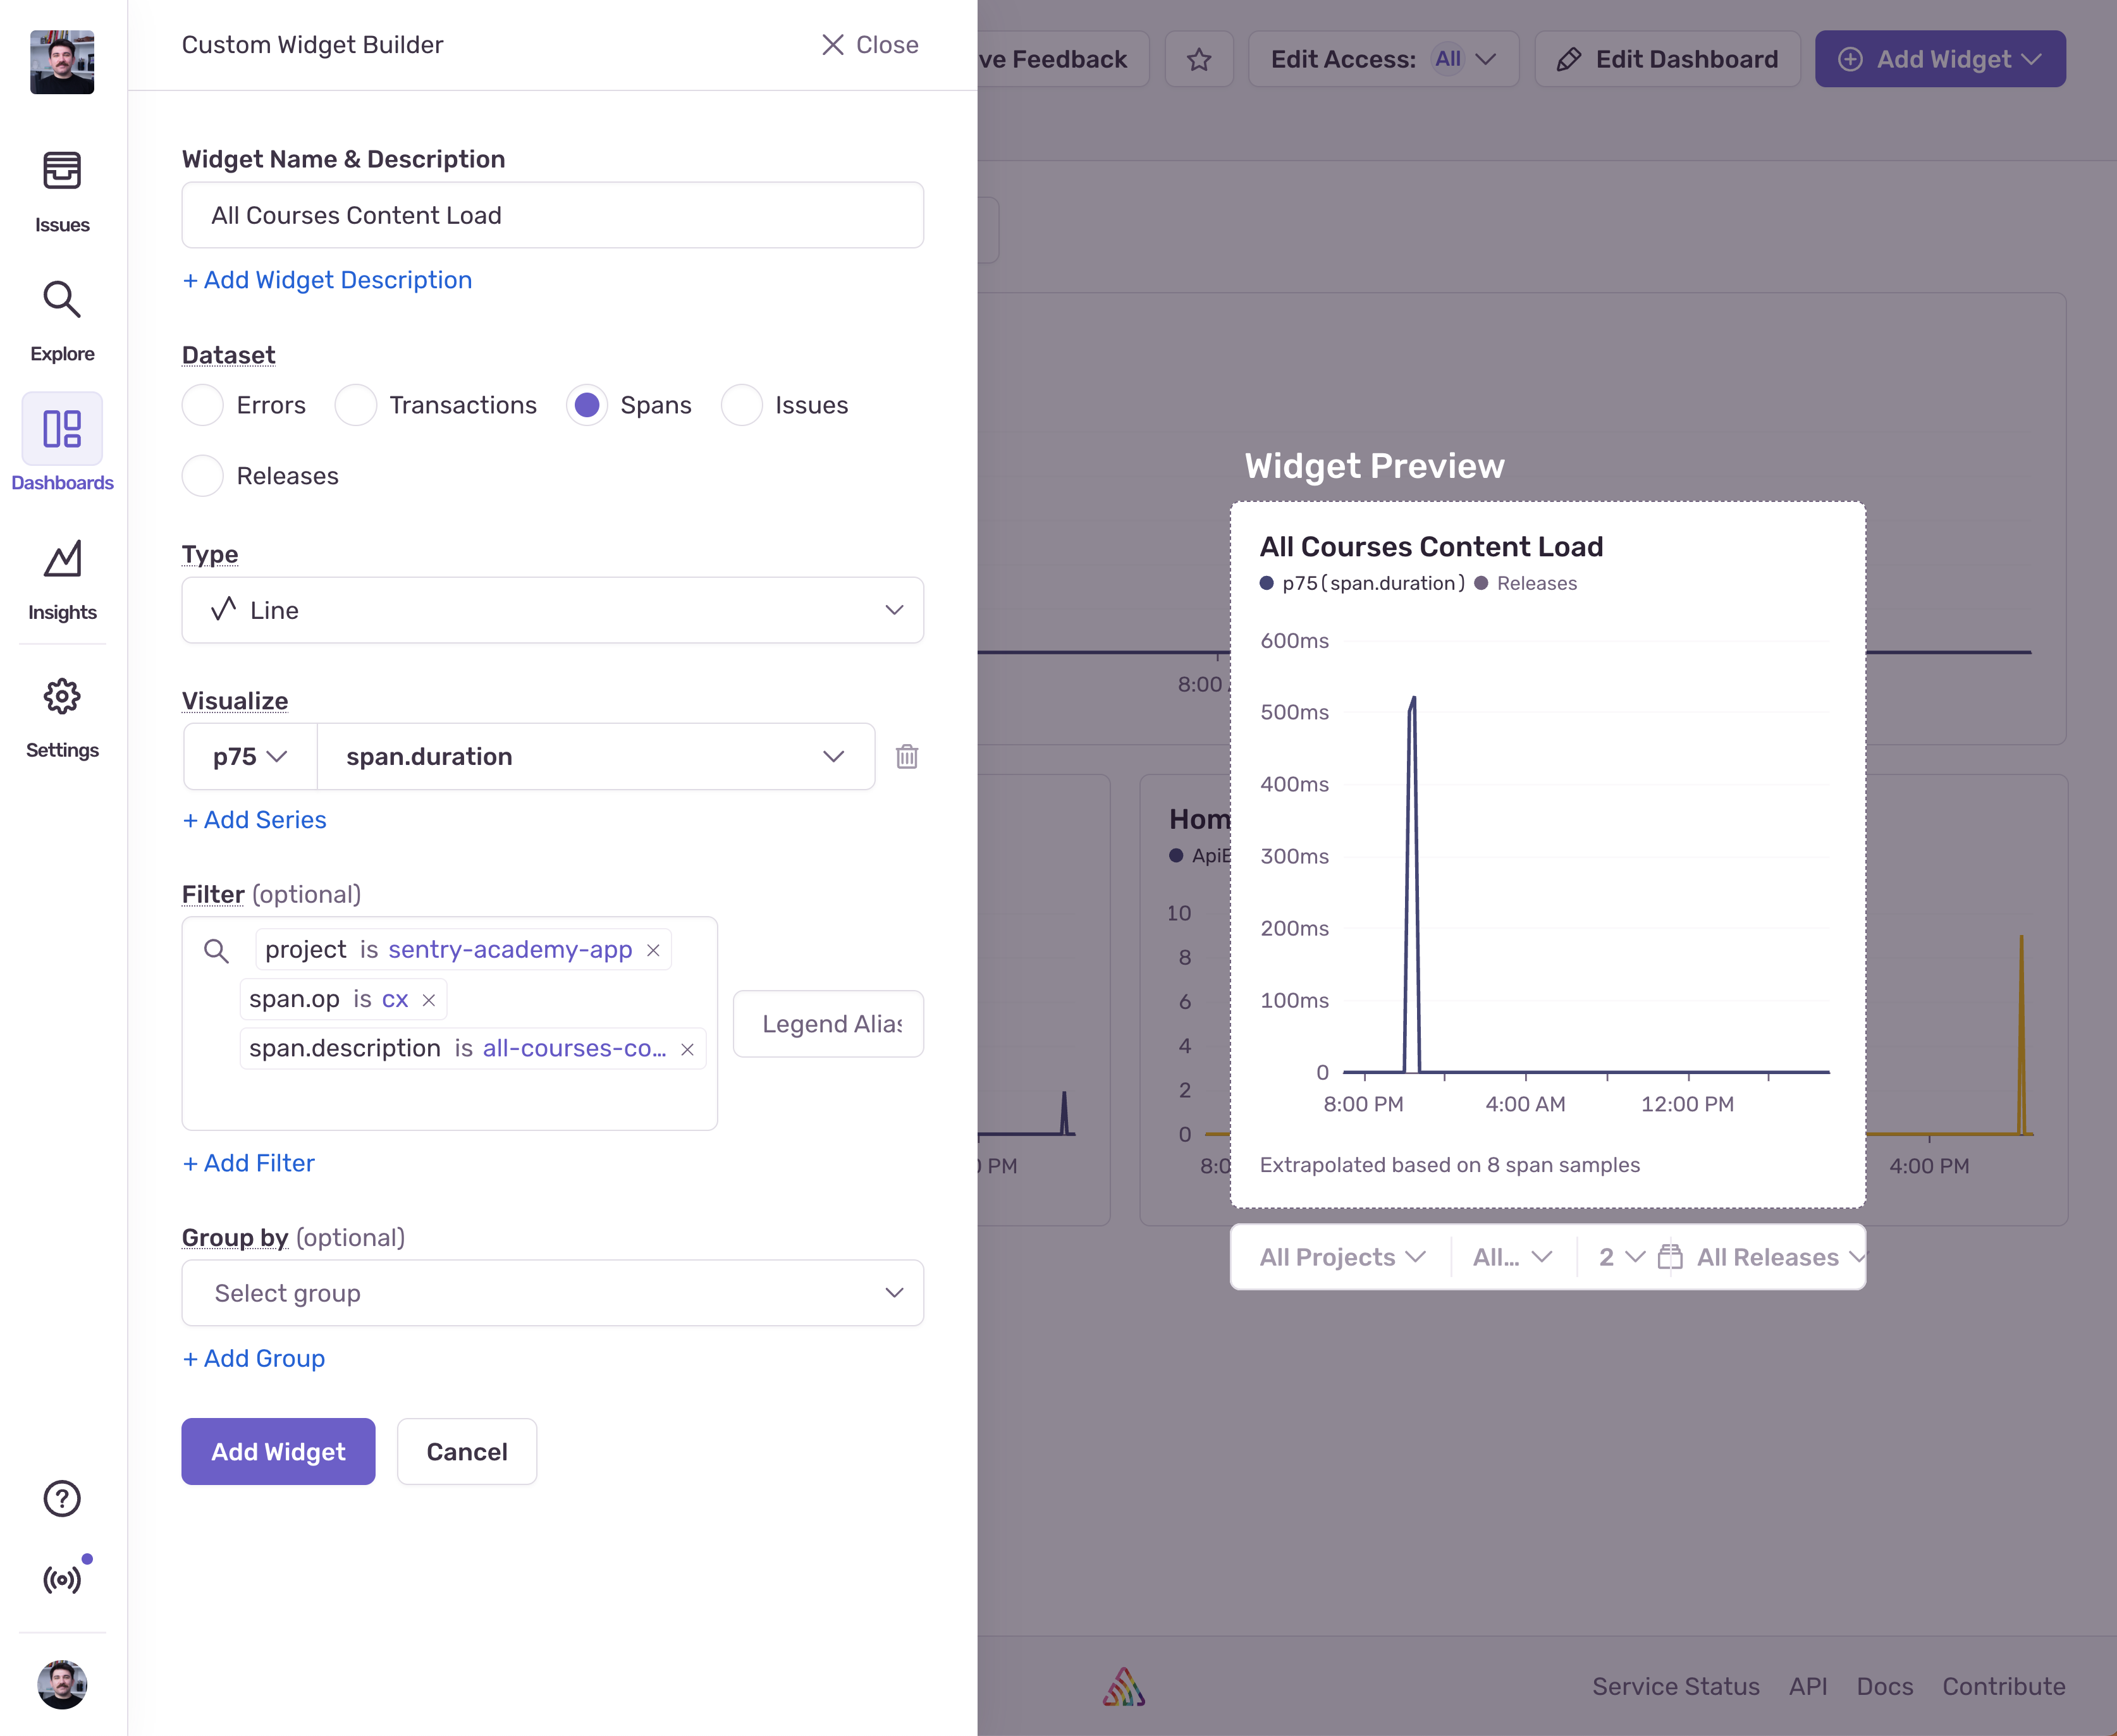 Custom Widget Builder
Close
ve Feedback
Edit Access: All
Edit Dashboard
Add Widget
Issues
Explore
Dashboards
Insights
Settings
Widget Name & Description
All Courses Content Load
+ Add Widget Description
Dataset
Errors
Transactions
Spans
Issues
Releases
Type
Line
Visualize
p75
span.duration
+ Add Series
Filter (optional)
project is sentry-academy-app
span.op is cx
span.description is all-courses-co...
Legend Alias
+ Add Filter
Group by (optional)
Select group
+ Add Group
Add Widget
Cancel
Widget Preview
All Courses Content Load
p75(span.duration)
Releases
600ms
500ms
400ms
300ms
200ms
100ms
0
8:00 PM
4:00 AM
12:00 PM
Extrapolated based on 8 span samples
All Projects
All...
2
All Releases
8:00
Hom
10
8
6
4
2
0
8:0
4:00 PM
PM
Service Status
API
Docs
Contribute